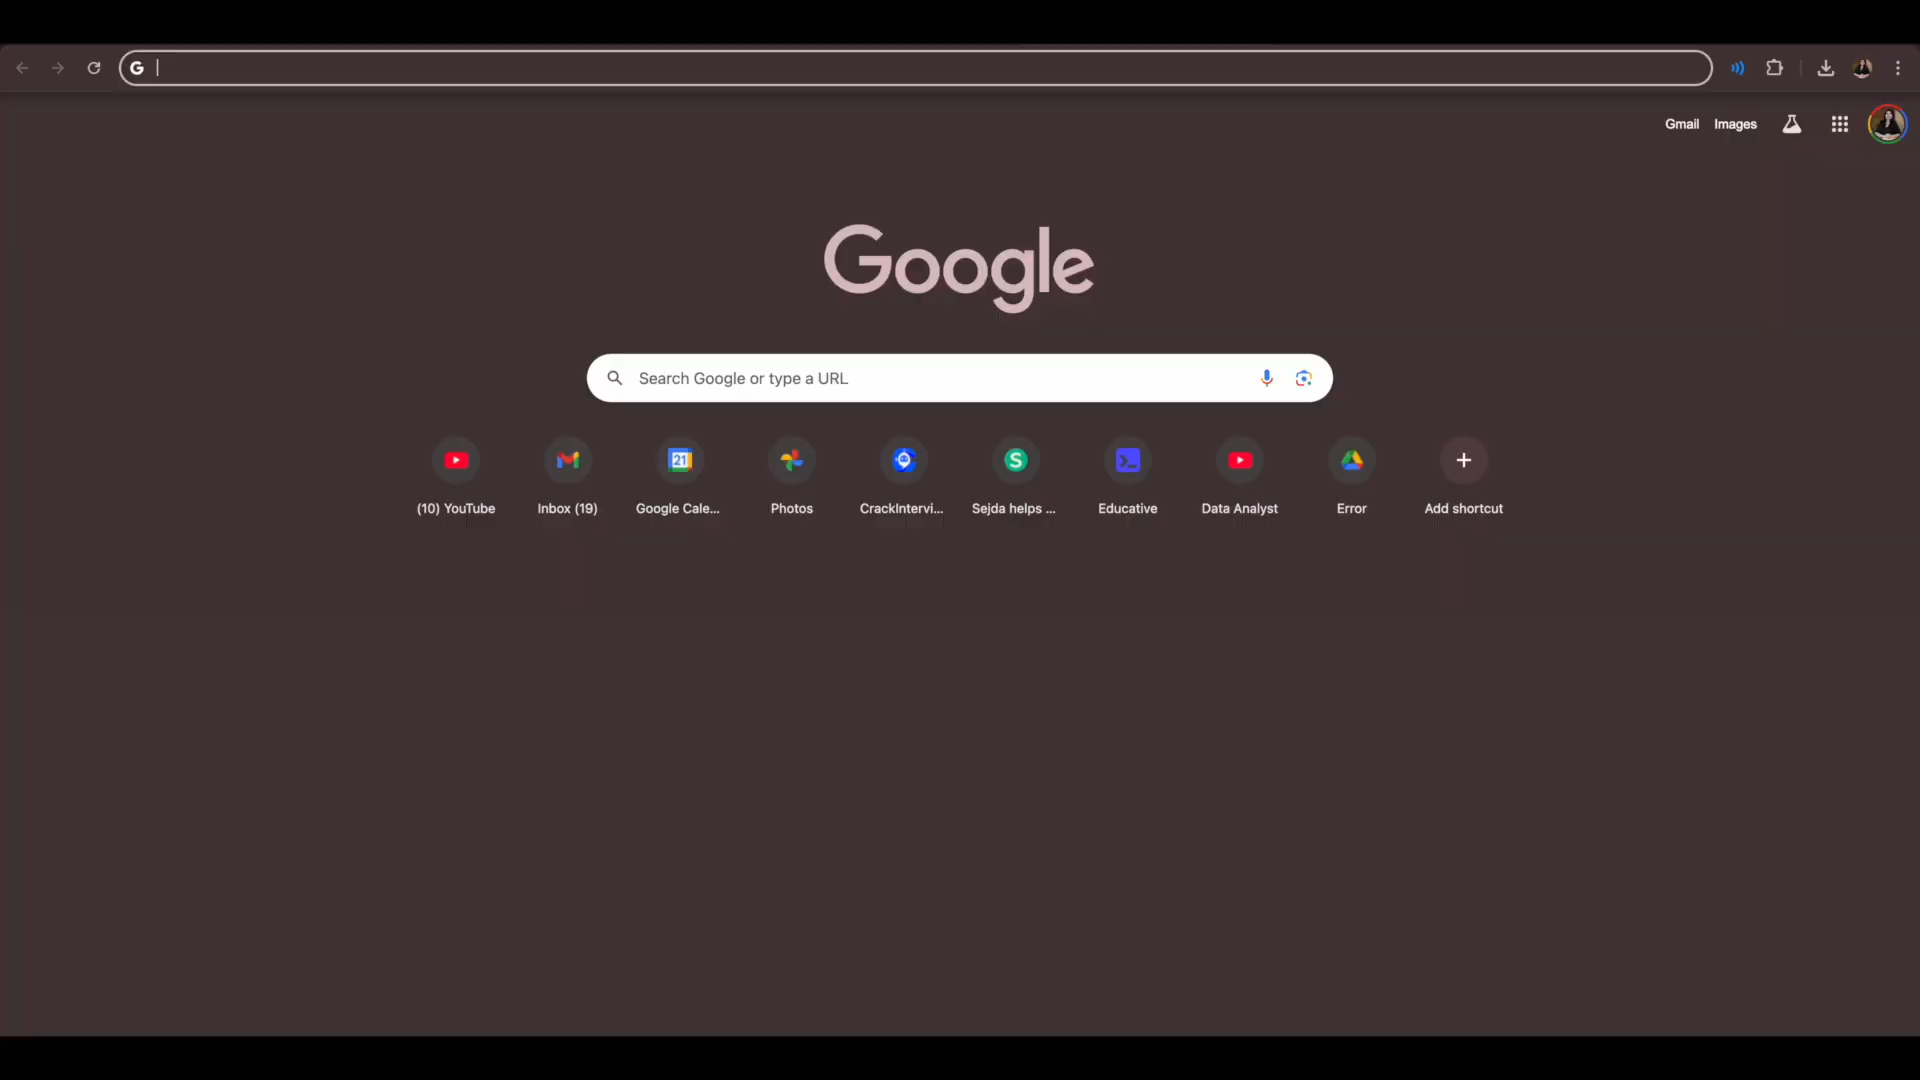 Gmail Images
Google
Search Google or type a URL
21
(10) YouTube
Inbox (19)
Google Cale...
Photos
CrackIntervi...
Sejda helps ...
Educative
Data Analyst
Error
Add shortcut